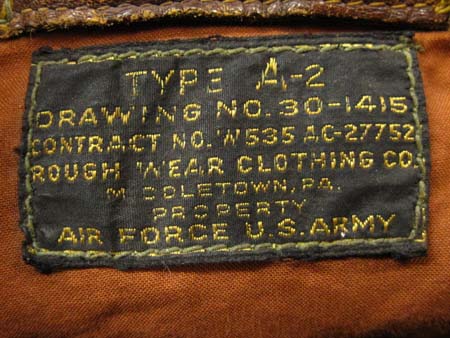 TYPE A-2
DRAWING NO. 30-1415
CONTRACT NO. W535 AC-27752
ROUGH WEAR CLOTHING CO.
M DDLETOWN, PA.
PROPERTY
AIR FORCE U.S. ARMY